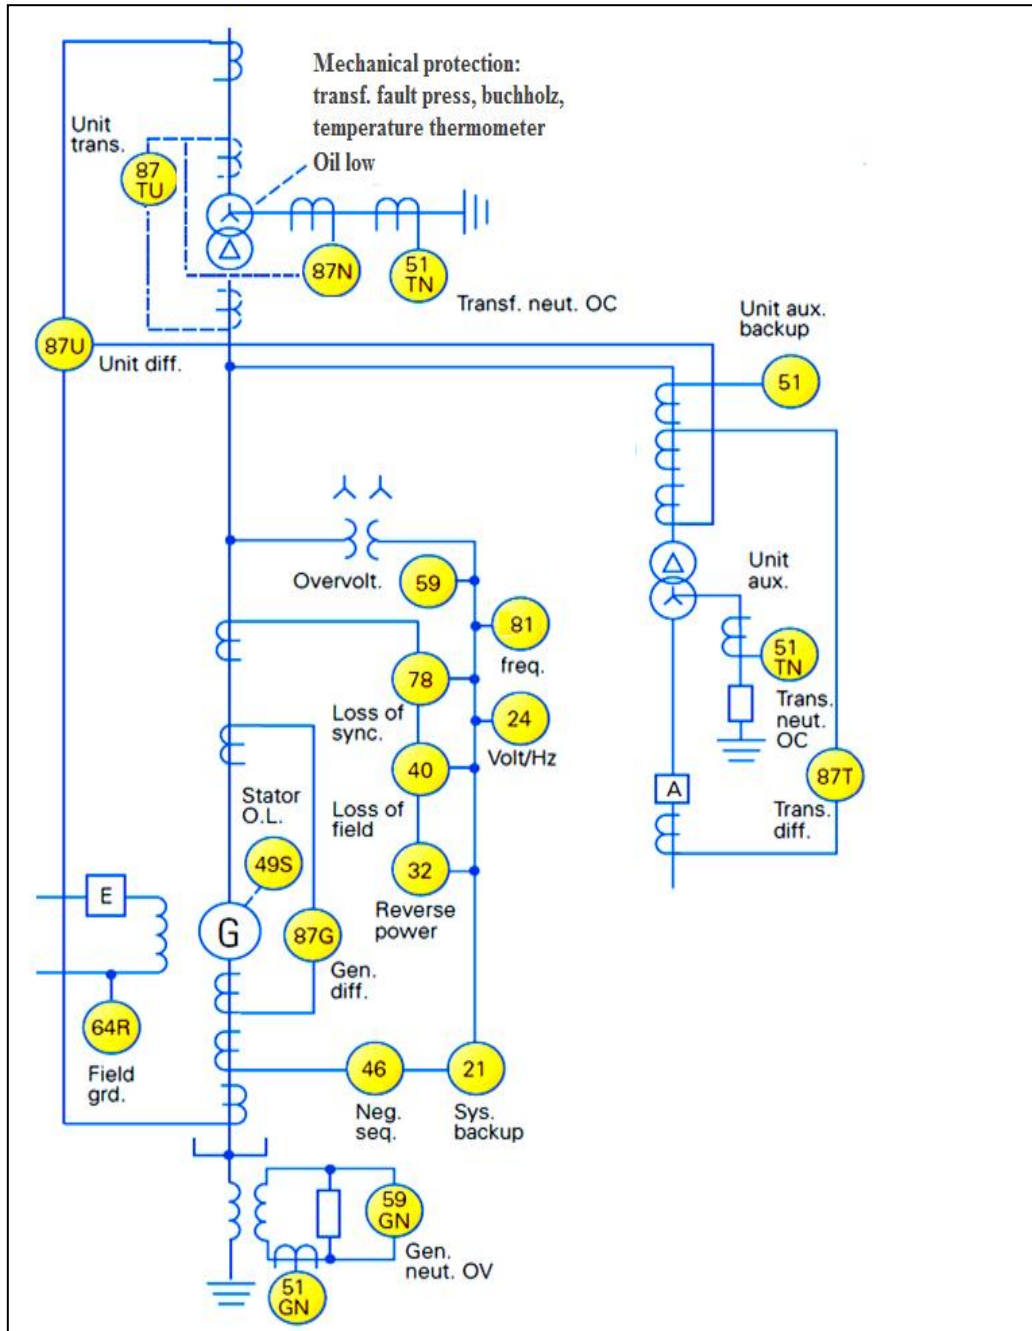 Mechanical protection:
transf. fault press, buchholz,
temperature thermometer
Oil low
Unit
trans.
87
TU
87N
51
TN
Transf. neut. OC
Unit aux.
backup
87U
Unit diff.
51
Overvolt.
59
Unit
aux.
81
freq.
51
TN
78
Loss of
sync.
24
Volt/Hz
Trans.
neut.
OC
40
87T
Stator
O.L.
Loss of
field
A
Trans.
diff.
49S
32
E
Reverse
power
G
87G
Gen.
diff.
64R
Field
grd.
46
21
Neg.
seq.
Sys.
backup
59
GN
Gen.
neut. OV
51
GN